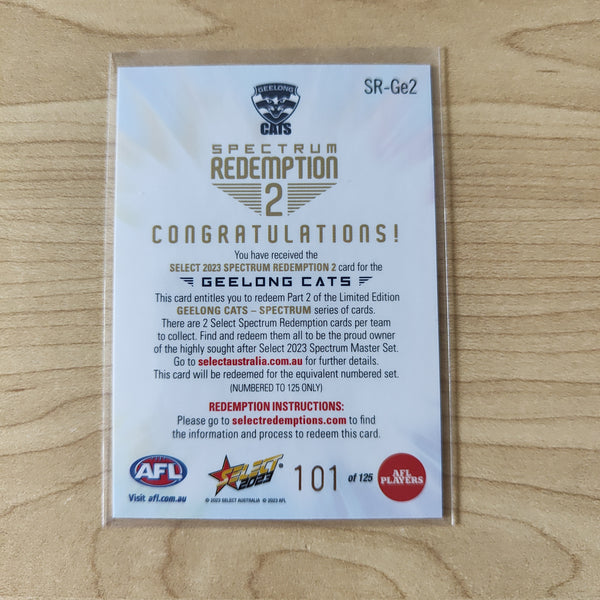 SR-Ge2
GEELONG
CATS
SPECTRUM
REDEMPTION
2
CONGRATULATIONS!
You have received the
SELECT 2023 SPECTRUM REDEMPTION 2 card for the
GEELONG CATS
This card entitles you to redeem Part 2 of the Limited Edition
GEELONG CATS – SPECTRUM series of cards.
There are 2 Select Spectrum Redemption cards per team
to collect. Find and redeem them all to be the proud owner
of the highly sought after Select 2023 Spectrum Master Set.
Go to selectaustralia.com.au for further details.
This card will be redeemed for the equivalent numbered set.
(NUMBERED TO 125 ONLY)
REDEMPTION INSTRUCTIONS:
Please go to selectredemptions.com to find
the information and process to redeem this card.
AFL
Visit afl.com.au
SELECT
2023
© 2023 SELECT AUSTRALIA © 2023 AFL
101 of 125
AFL
PLAYERS